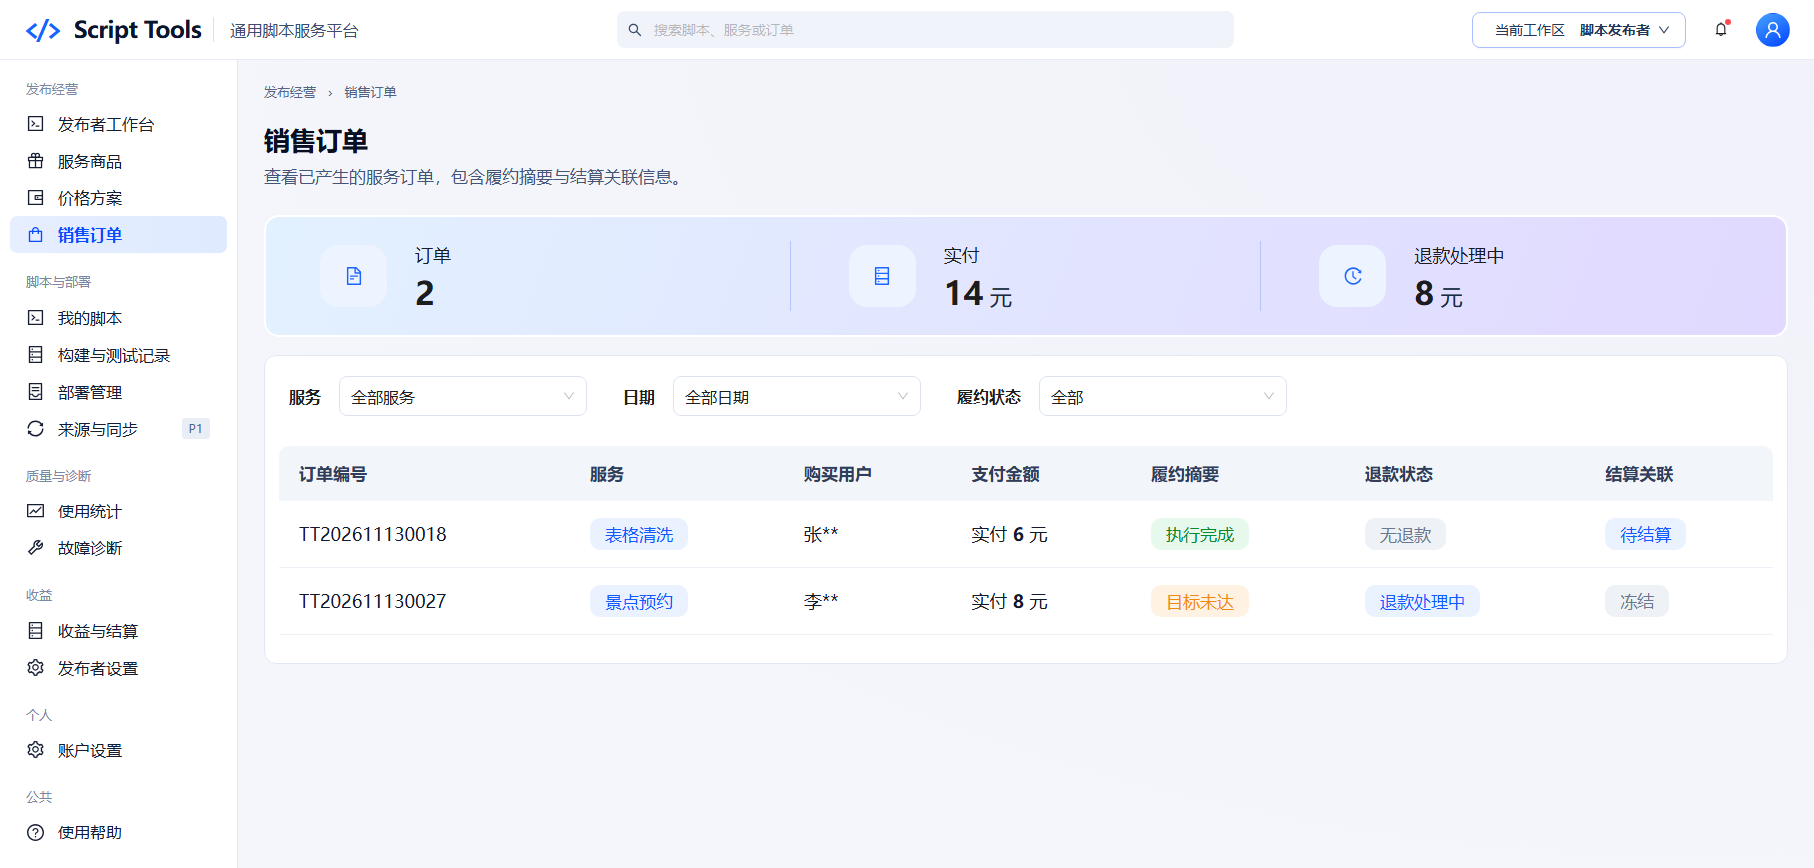 </> Script Tools 通用脚本服务平台 搜索脚本、服务或订单 当前工作区 脚本发布者
发布经营
发布者工作台
服务商品
价格方案
销售订单
脚本与部署
我的脚本
构建与测试记录
部署管理
来源与同步 P1
质量与诊断
使用统计
故障诊断
收益
收益与结算
发布者设置
个人
账户设置
公共
使用帮助
发布经营 › 销售订单
销售订单
查看已产生的服务订单，包含履约摘要与结算关联信息。
订单
2
实付
14 元
退款处理中
8 元
服务 全部服务 日期 全部日期 履约状态 全部
订单编号 服务 购买用户 支付金额 履约摘要 退款状态 结算关联
TT202611130018 表格清洗 张** 实付 6 元 执行完成 无退款 待结算
TT202611130027 景点预约 李** 实付 8 元 目标未达 退款处理中 冻结